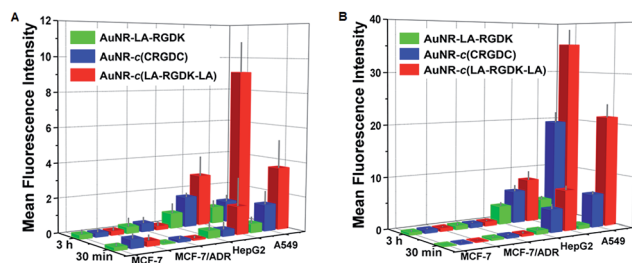 A
Mean Fluorescence Intensity
12
10
8
6
4
2
0
AuNR-LA-RGDK
AuNR-c(CRGDC)
AuNR-c(LA-RGDK-LA)
3 h
30 min
MCF-7
MCF-7/ADR
HepG2
A549
B
Mean Fluorescence Intensity
40
30
20
10
0
AuNR-LA-RGDK
AuNR-c(CRGDC)
AuNR-c(LA-RGDK-LA)
3 h
30 min
MCF-7
MCF-7/ADR
HepG2
A549